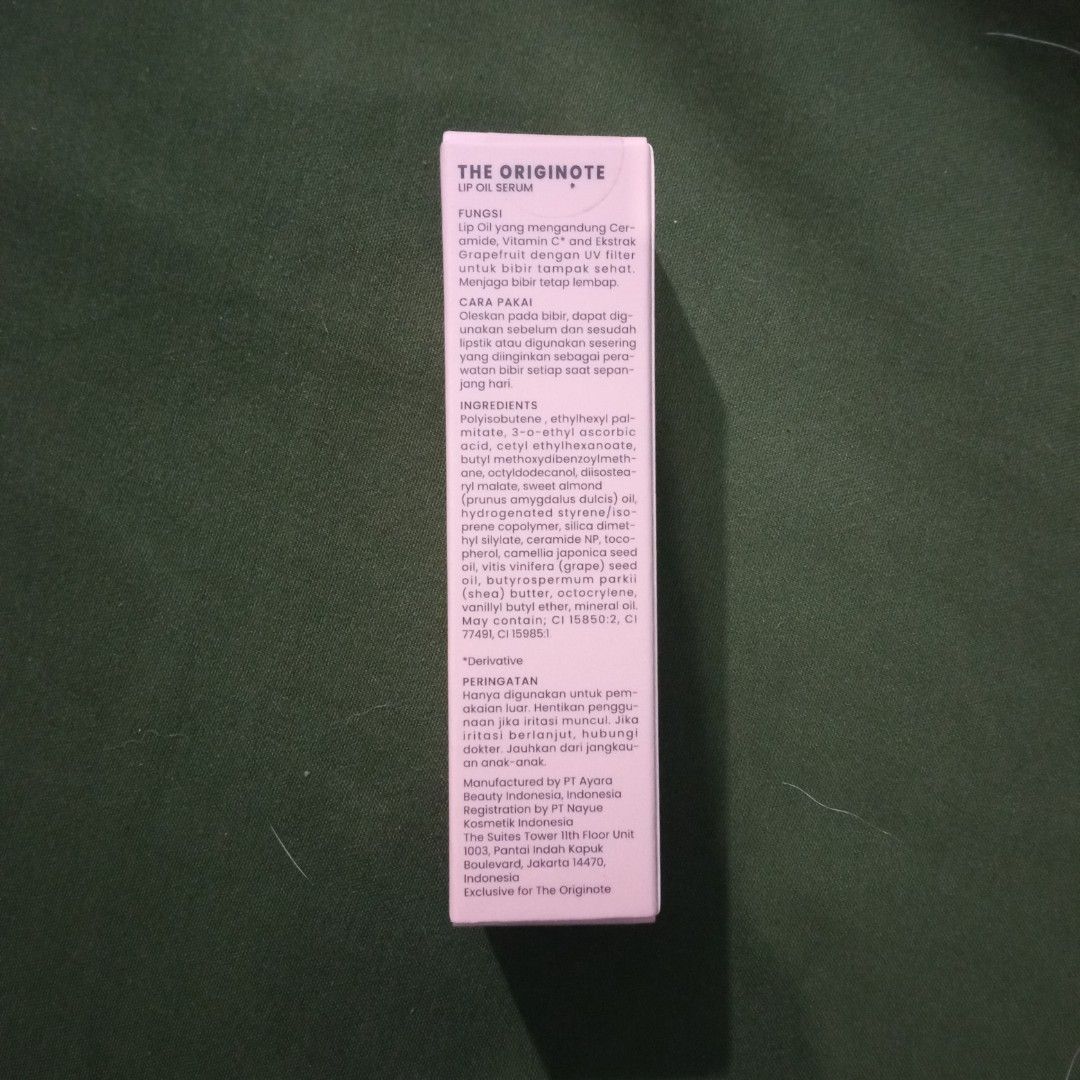 THE ORIGINOTE
LIP OIL SERUM
FUNGSI
Lip Oil yang mengandung Cer-
amide, Vitamin C* and Ekstrak
Grapefruit dengan UV filter
untuk bibir tampak sehat.
Menjaga bibir tetap lembap.
CARA PAKAI
Oleskan pada bibir, dapat dig-
unakan sebelum dan sesudah
lipstik atau digunakan sesering
yang diinginkan sebagai pera-
watan bibir setiap saat sepan-
jang hari.
INGREDIENTS
Polyisobutene , ethylhexyl pal-
mitate, 3-o-ethyl ascorbic
acid, cetyl ethylhexanoate,
butyl methoxydibenzoylmeth-
ane, octyldodecanol, diisostea-
ryl malate, sweet almond
(prunus amygdalus dulcis) oil,
hydrogenated styrene/iso-
prene copolymer, silica dimet-
hyl silylate, ceramide NP, toco-
pherol, camellia japonica seed
oil, vitis vinifera (grape) seed
oil, butyrospermum parkii
(shea) butter, octocrylene,
vanillyl butyl ether, mineral oil.
May contain; CI 15850:2, CI
77491, CI 15985:1
*Derivative
PERINGATAN
Hanya digunakan untuk pem-
akaian luar. Hentikan penggu-
naan jika iritasi muncul. Jika
iritasi berlanjut, hubungi
dokter. Jauhkan dari jangkau-
an anak-anak.
Manufactured by PT Ayara
Beauty Indonesia, Indonesia
Registration by PT Nayue
Kosmetik Indonesia
The Suites Tower 11th Floor Unit
1003, Pantai Indah Kapuk
Boulevard, Jakarta 14470,
Indonesia
Exclusive for The Originote